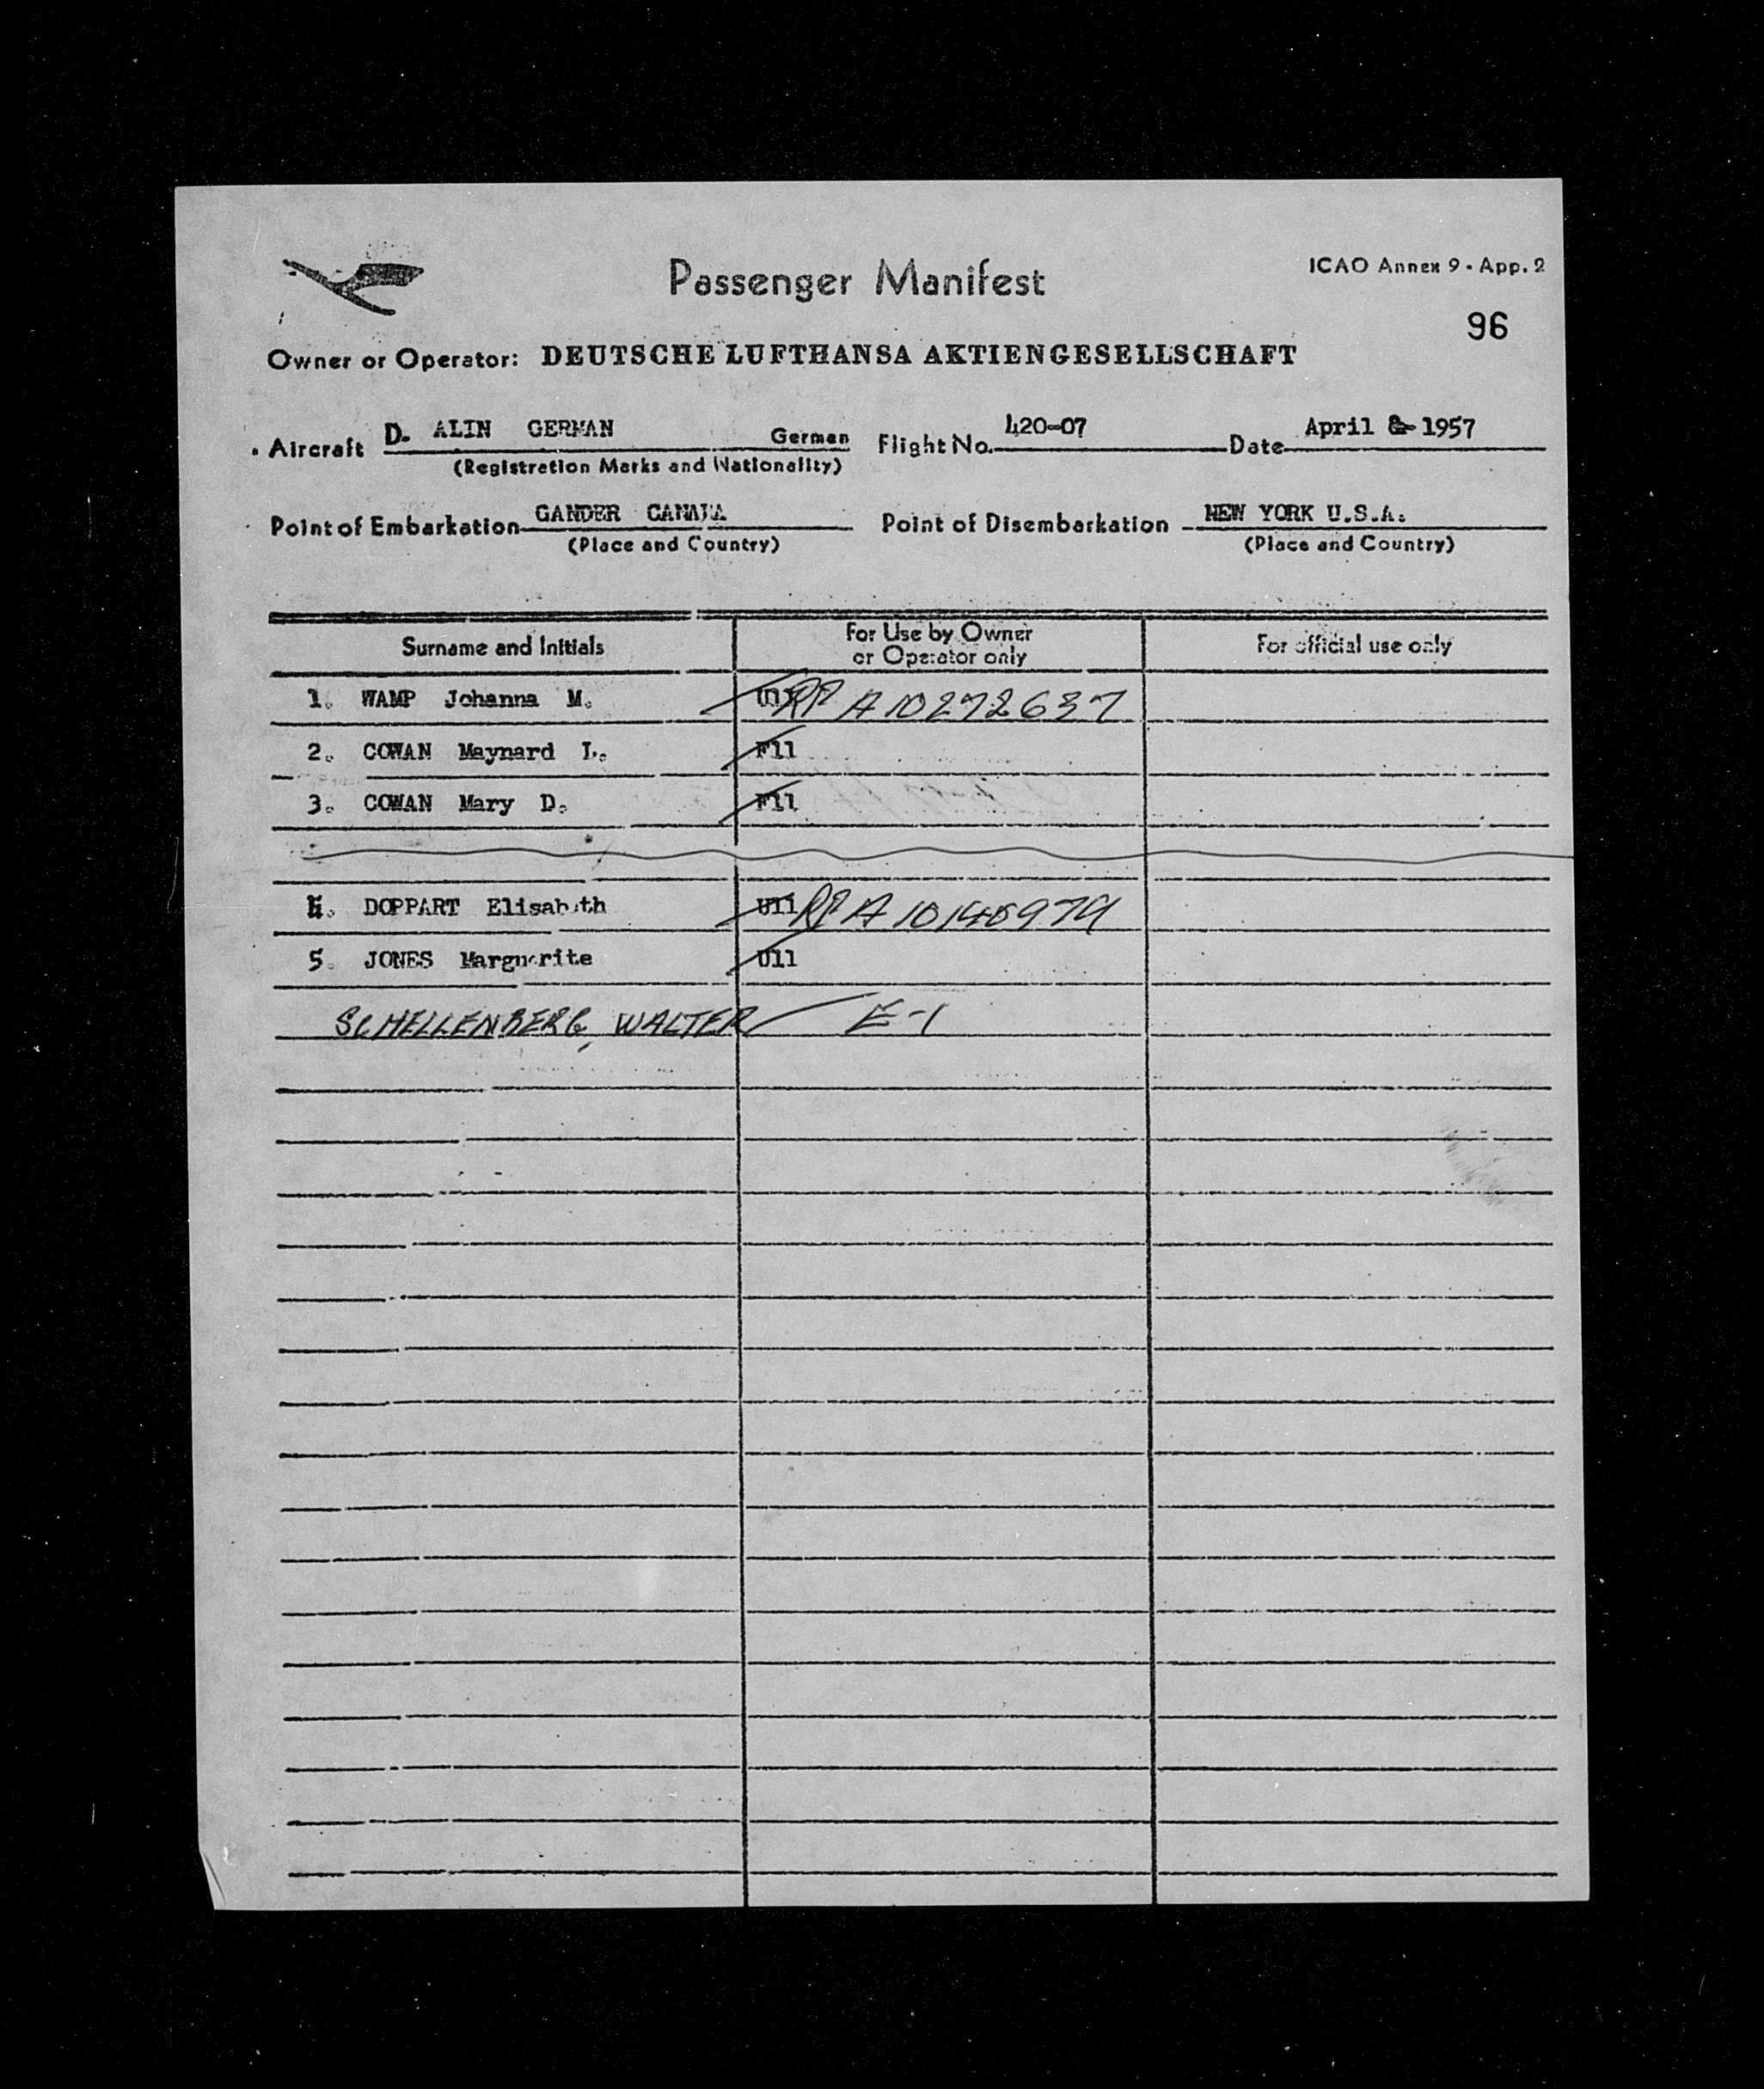 Passenger Manifest
ICAO Annex 9 - App. 2
96
Owner or Operator: DEUTSCHE LUFTHANSA AKTIENGESELLSCHAFT
Aircraft D- ALIN GERMAN German Flight No. 420-07 Date April 8- 1957
(Registration Marks and Nationality)
Point of Embarkation GANDER CANADA Point of Disembarkation NEW YORK U.S.A.
(Place and Country) (Place and Country)
Surname and Initials For Use by Owner or Operator only For official use only
1. WAMP Johanna M. U11 RP A10272637
2. COWAN Maynard L. F11
3. COWAN Mary D. F11
4. DOPPART Elisabeth U11 RP A10140979
5. JONES Marguerite U11
SCHELLENBERG, WALTER E-1